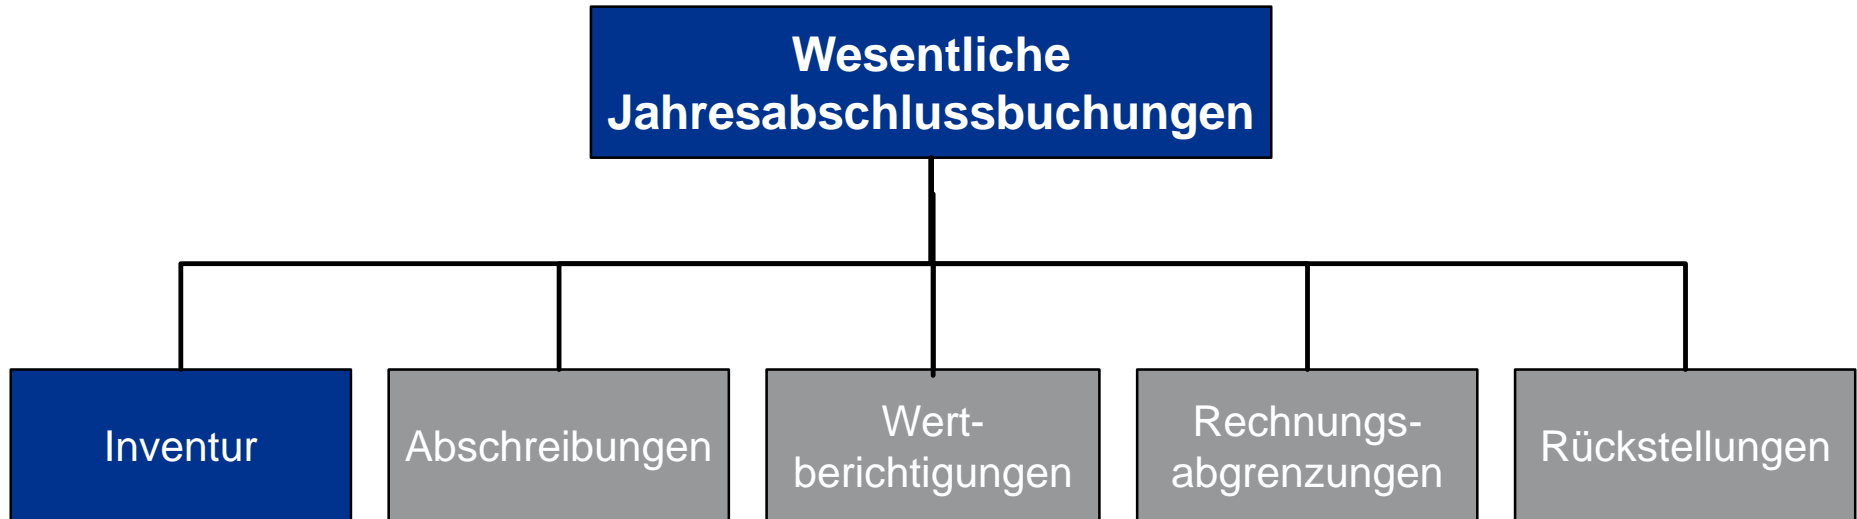 Wesentliche
Jahresabschlussbuchungen
Inventur
Abschreibungen
Wert-
berichtigungen
Rechnungs-
abgrenzungen
Rückstellungen